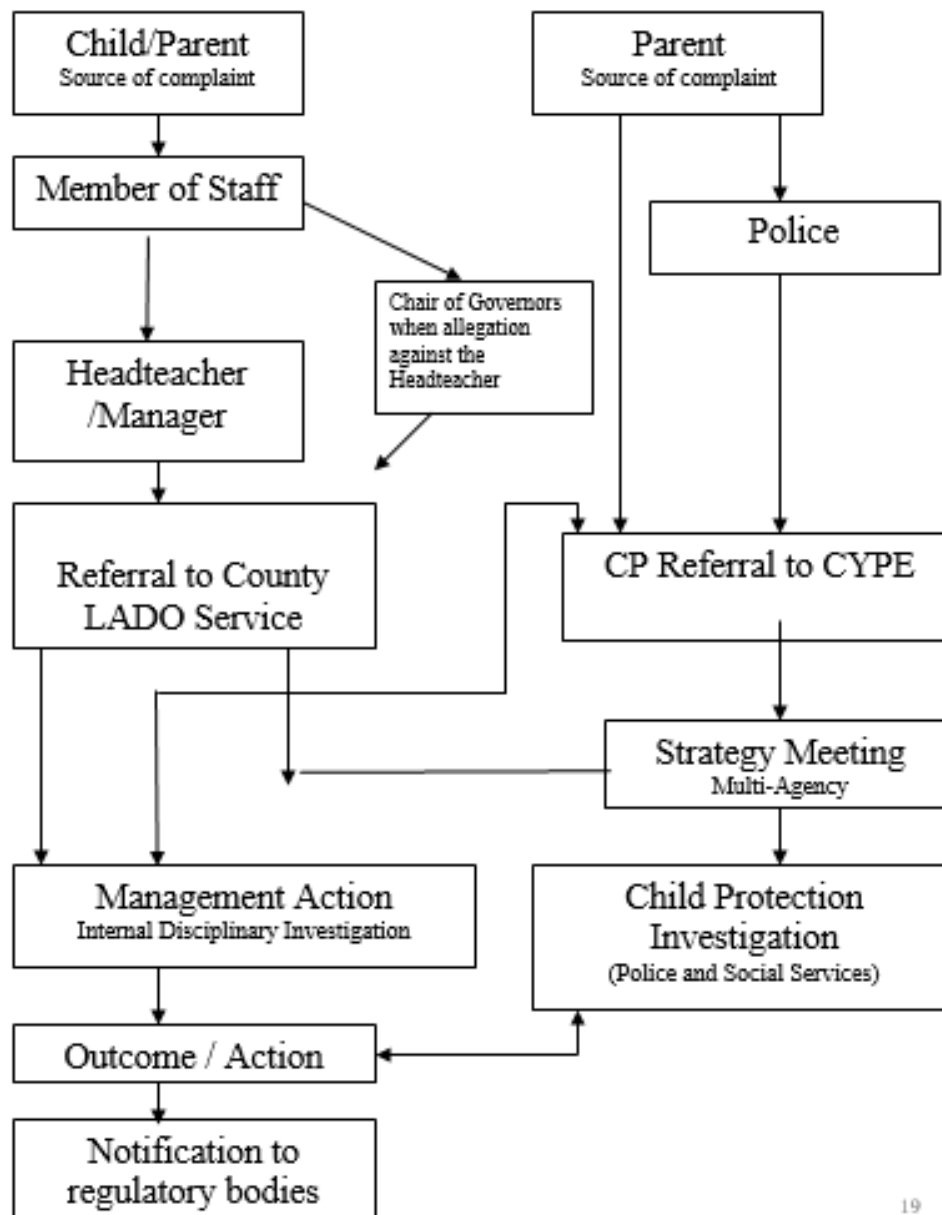 Child/Parent
Source of complaint
Parent
Source of complaint
Member of Staff
Police
Chair of Governors
when allegation
against the
Headteacher
Headteacher
/Manager
Referral to County
LADO Service
CP Referral to CYPE
Strategy Meeting
Multi-Agency
Management Action
Internal Disciplinary Investigation
Child Protection
Investigation
(Police and Social Services)
Outcome / Action
Notification to
regulatory bodies
19